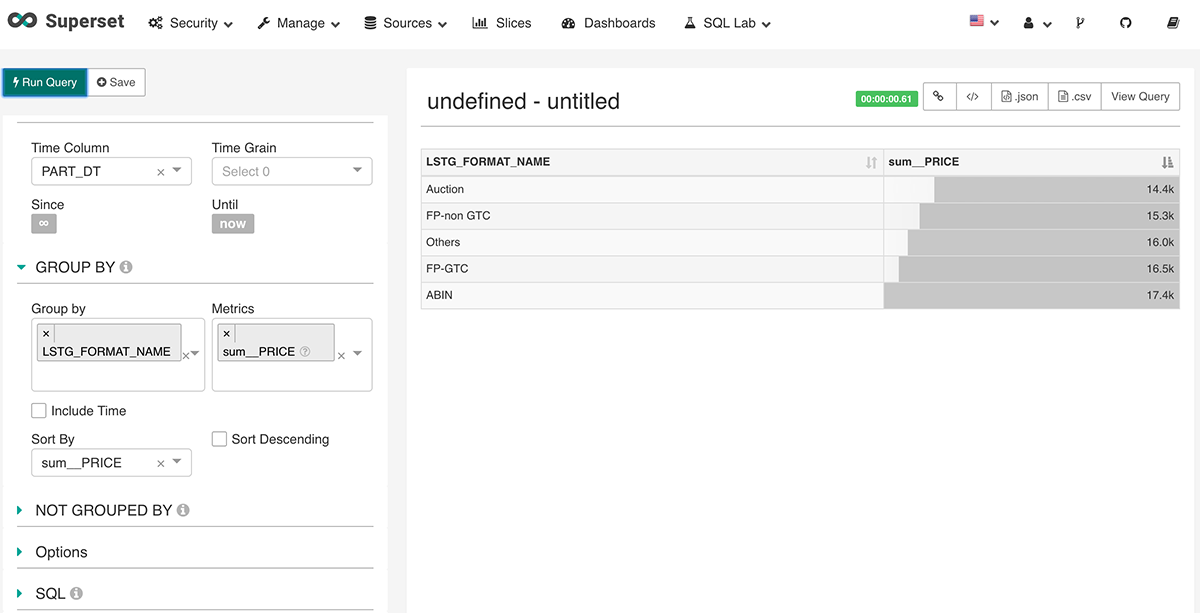 Superset Security Manage Sources Slices Dashboards SQL Lab
Run Query Save
undefined - untitled
00:00:00.61 </> .json .csv View Query
Time Column Time Grain
PART_DT × Select 0
Since Until
∞ now
GROUP BY
Group by Metrics
× LSTG_FORMAT_NAME ×
× sum__PRICE ? ×
Include Time
Sort By Sort Descending
sum__PRICE ×
NOT GROUPED BY
Options
SQL
LSTG_FORMAT_NAME sum__PRICE
Auction 14.4k
FP-non GTC 15.3k
Others 16.0k
FP-GTC 16.5k
ABIN 17.4k